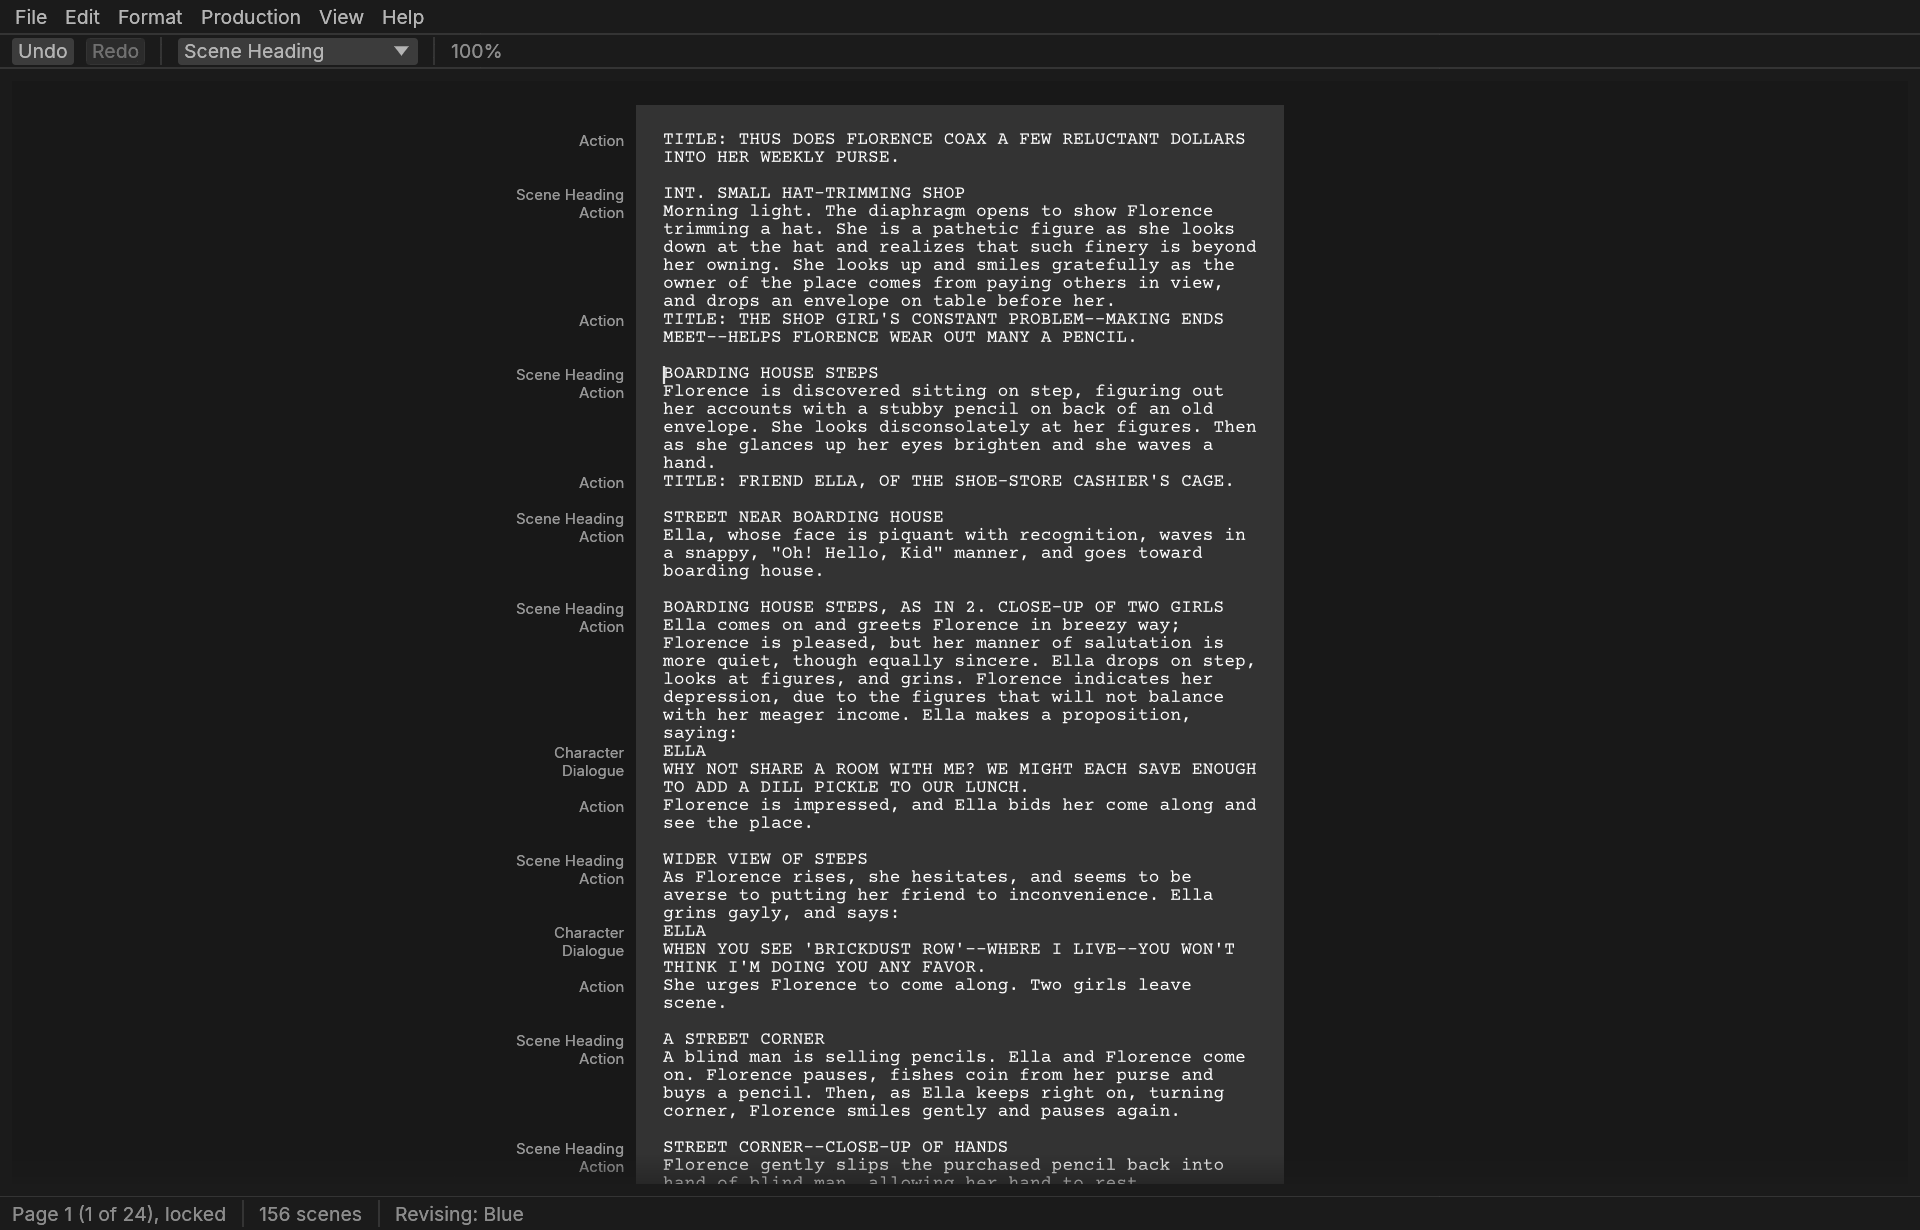 File Edit Format Production View Help
Undo Redo Scene Heading 100%
Action TITLE: THUS DOES FLORENCE COAX A FEW RELUCTANT DOLLARS
INTO HER WEEKLY PURSE.
Scene Heading INT. SMALL HAT-TRIMMING SHOP
Action Morning light. The diaphragm opens to show Florence
trimming a hat. She is a pathetic figure as she looks
down at the hat and realizes that such finery is beyond
her owning. She looks up and smiles gratefully as the
owner of the place comes from paying others in view,
and drops an envelope on table before her.
Action TITLE: THE SHOP GIRL'S CONSTANT PROBLEM--MAKING ENDS
MEET--HELPS FLORENCE WEAR OUT MANY A PENCIL.
Scene Heading BOARDING HOUSE STEPS
Action Florence is discovered sitting on step, figuring out
her accounts with a stubby pencil on back of an old
envelope. She looks disconsolately at her figures. Then
as she glances up her eyes brighten and she waves a
hand.
Action TITLE: FRIEND ELLA, OF THE SHOE-STORE CASHIER'S CAGE.
Scene Heading STREET NEAR BOARDING HOUSE
Action Ella, whose face is piquant with recognition, waves in
a snappy, "Oh! Hello, Kid" manner, and goes toward
boarding house.
Scene Heading BOARDING HOUSE STEPS, AS IN 2. CLOSE-UP OF TWO GIRLS
Action Ella comes on and greets Florence in breezy way;
Florence is pleased, but her manner of salutation is
more quiet, though equally sincere. Ella drops on step,
looks at figures, and grins. Florence indicates her
depression, due to the figures that will not balance
with her meager income. Ella makes a proposition,
saying:
Character ELLA
Dialogue WHY NOT SHARE A ROOM WITH ME? WE MIGHT EACH SAVE ENOUGH
TO ADD A DILL PICKLE TO OUR LUNCH.
Action Florence is impressed, and Ella bids her come along and
see the place.
Scene Heading WIDER VIEW OF STEPS
Action As Florence rises, she hesitates, and seems to be
averse to putting her friend to inconvenience. Ella
grins gayly, and says:
Character ELLA
Dialogue WHEN YOU SEE 'BRICKDUST ROW'--WHERE I LIVE--YOU WON'T
THINK I'M DOING YOU ANY FAVOR.
Action She urges Florence to come along. Two girls leave
scene.
Scene Heading A STREET CORNER
Action A blind man is selling pencils. Ella and Florence come
on. Florence pauses, fishes coin from her purse and
buys a pencil. Then, as Ella keeps right on, turning
corner, Florence smiles gently and pauses again.
Scene Heading STREET CORNER--CLOSE-UP OF HANDS
Action Florence gently slips the purchased pencil back into
hand of blind man, allowing her hand to rest
Page 1 (1 of 24), locked 156 scenes Revising: Blue